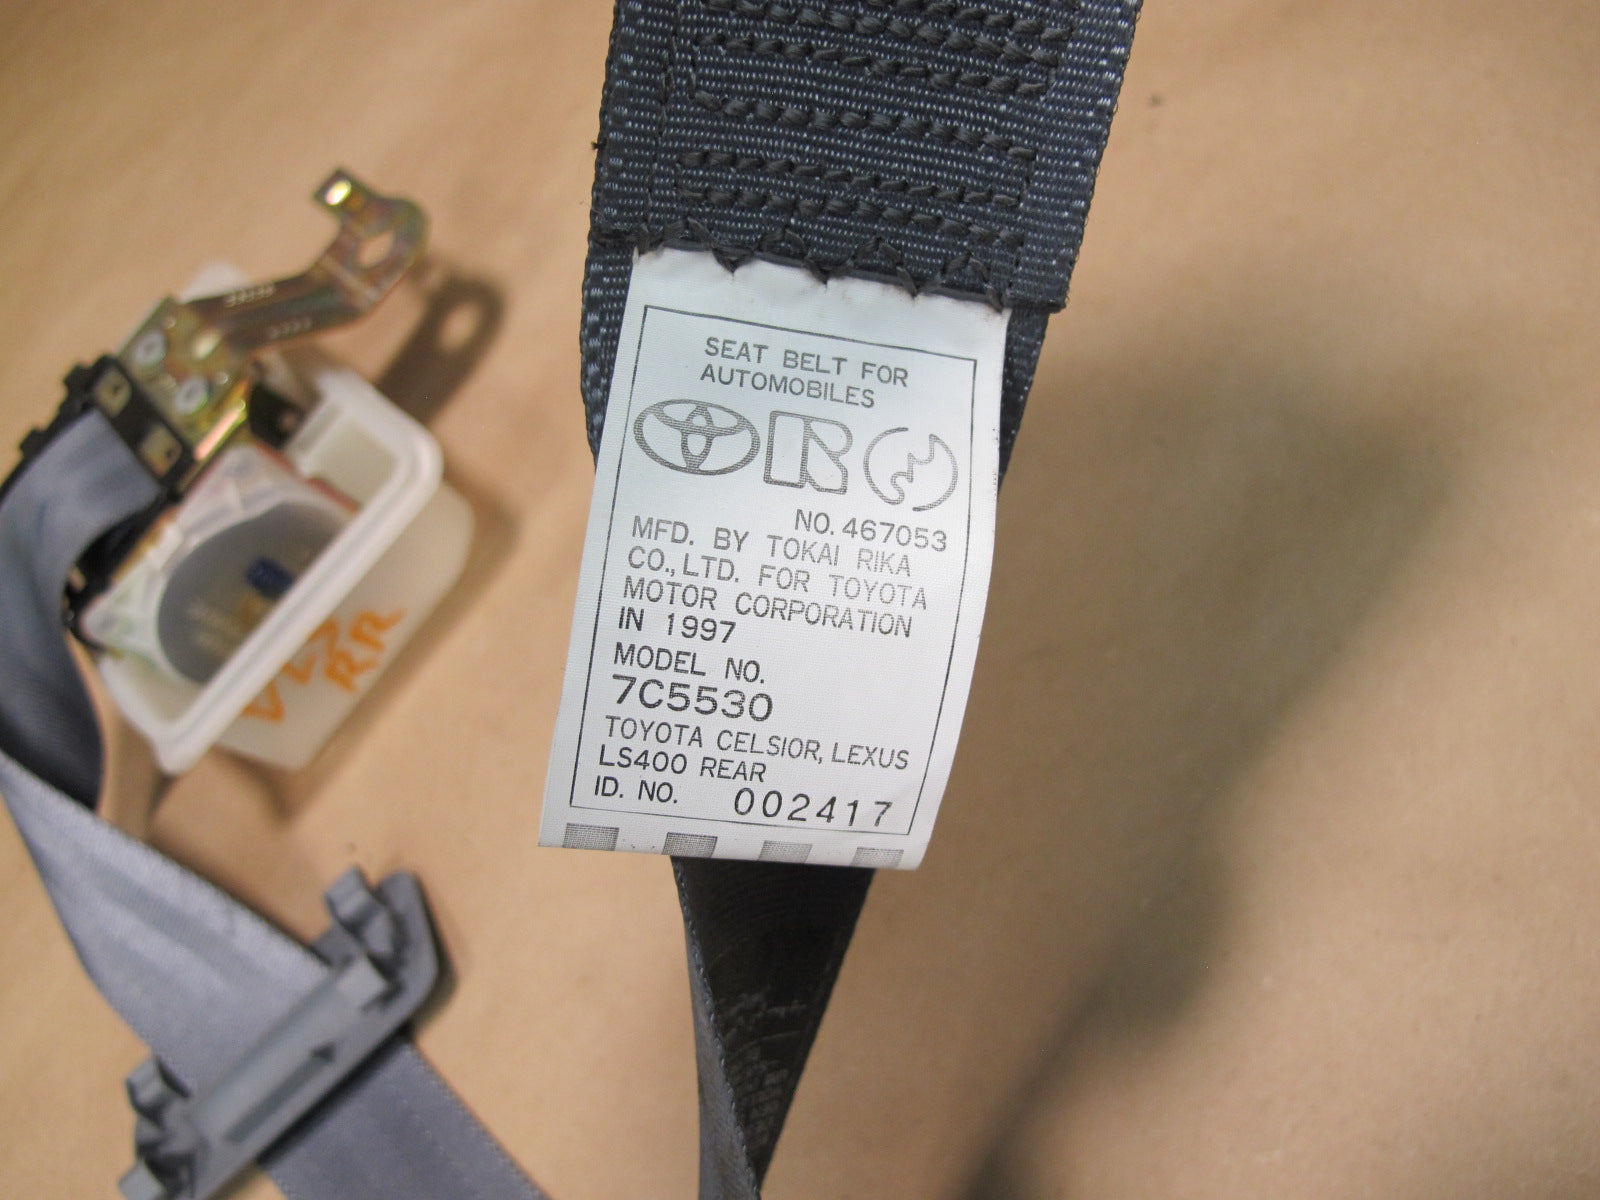 SEAT BELT FOR
AUTOMOBILES
NO. 467053
MFD. BY TOKAI RIKA
CO., LTD. FOR TOYOTA
MOTOR CORPORATION
IN 1997
MODEL NO.
7C5530
TOYOTA CELSIOR, LEXUS
LS400 REAR
ID. NO. 002417
RR